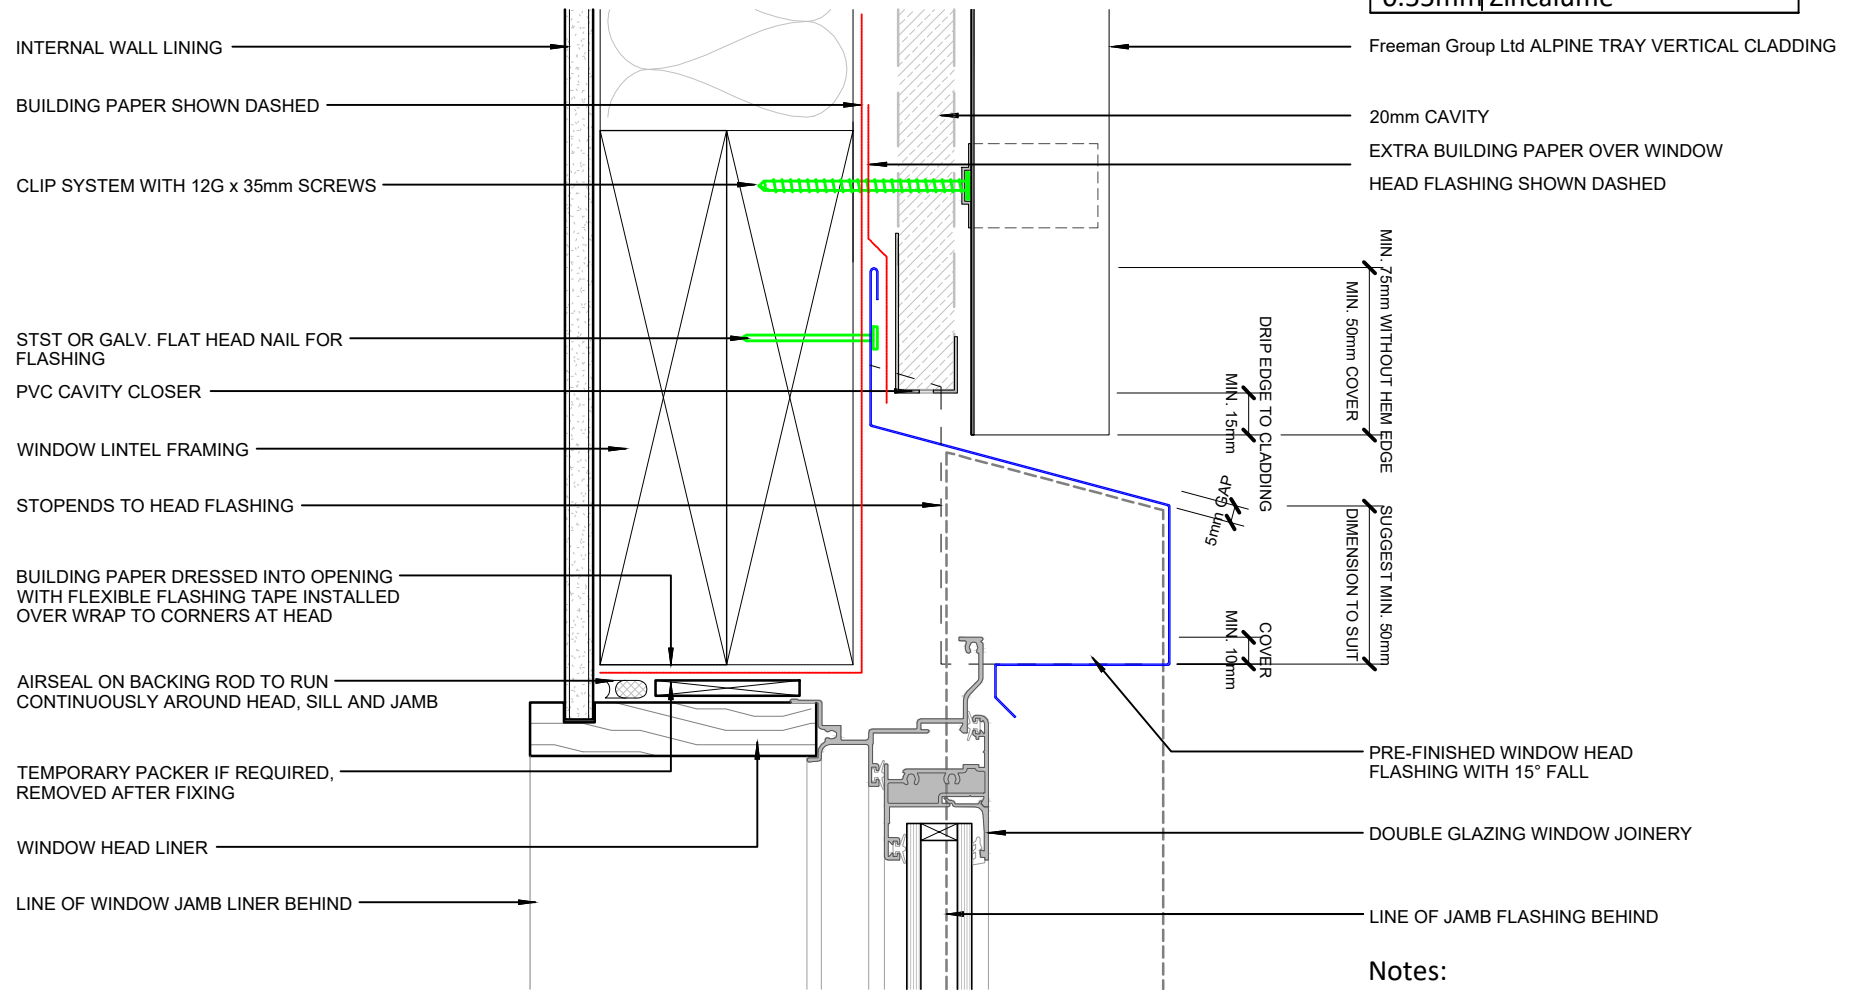 0.55mm Zincalume
INTERNAL WALL LINING
BUILDING PAPER SHOWN DASHED
CLIP SYSTEM WITH 12G x 35mm SCREWS
STST OR GALV. FLAT HEAD NAIL FOR
FLASHING
PVC CAVITY CLOSER
WINDOW LINTEL FRAMING
STOPENDS TO HEAD FLASHING
BUILDING PAPER DRESSED INTO OPENING
WITH FLEXIBLE FLASHING TAPE INSTALLED
OVER WRAP TO CORNERS AT HEAD
AIRSEAL ON BACKING ROD TO RUN
CONTINUOUSLY AROUND HEAD, SILL AND JAMB
TEMPORARY PACKER IF REQUIRED,
REMOVED AFTER FIXING
WINDOW HEAD LINER
LINE OF WINDOW JAMB LINER BEHIND
Freeman Group Ltd ALPINE TRAY VERTICAL CLADDING
20mm CAVITY
EXTRA BUILDING PAPER OVER WINDOW
HEAD FLASHING SHOWN DASHED
MIN. 75mm WITHOUT HEM EDGE
MIN. 50mm COVER
DRIP EDGE TO CLADDING
MIN. 15mm
5mm GAP
SUGGEST MIN. 50mm
DIMENSION TO SUIT
COVER
MIN. 10mm
PRE-FINISHED WINDOW HEAD
FLASHING WITH 15° FALL
DOUBLE GLAZING WINDOW JOINERY
LINE OF JAMB FLASHING BEHIND
Notes: